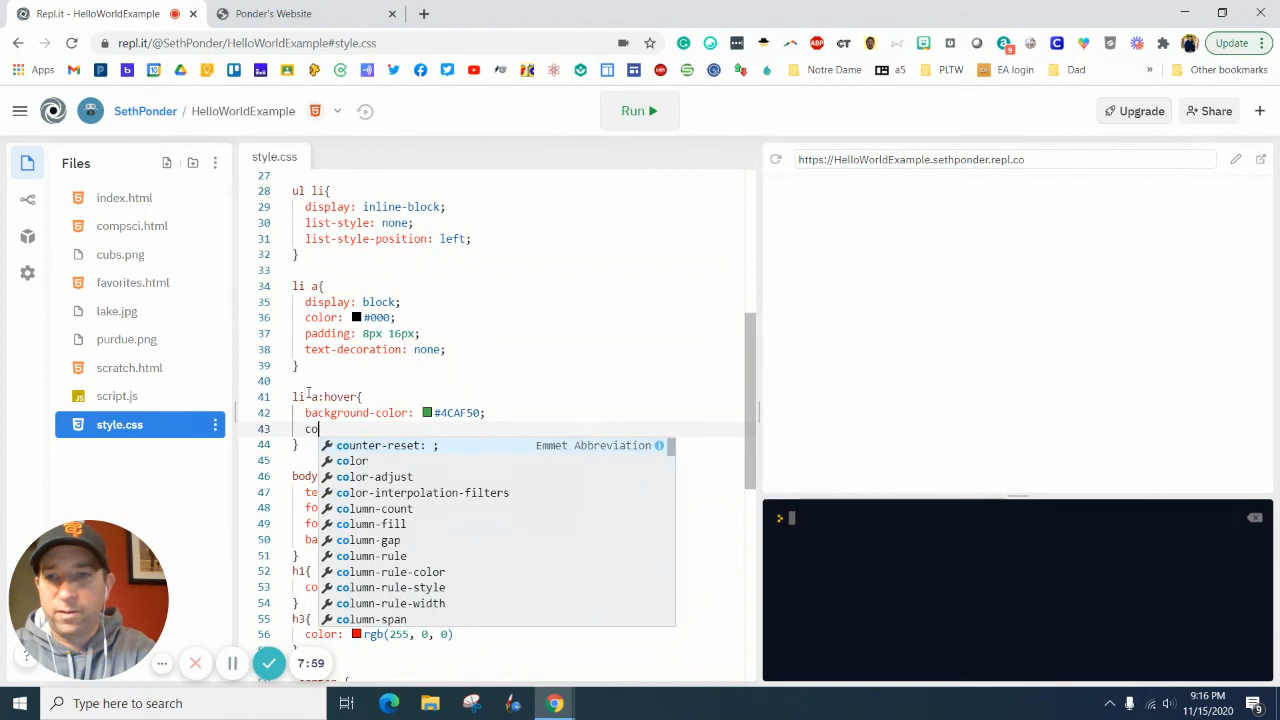 Repl.it - HelloWorldExample
Ponder's Website
repl.it/@SethPonder/HelloWorldExample#style.css
Update
Apps
Notre Dame
a5
PLTW
EA login
Dad
Other bookmarks
SethPonder / HelloWorldExample
Run
Upgrade
Share
Files
style.css
https://HelloWorldExample.sethponder.repl.co
index.html
compsci.html
cubs.png
favorites.html
lake.jpg
purdue.png
scratch.html
script.js
style.css
27
28 ul li{
29 display: inline-block;
30 list-style: none;
31 list-style-position: left;
32 }
33
34 li a{
35 display: block;
36 color: #000;
37 padding: 8px 16px;
38 text-decoration: none;
39 }
40
41 li a:hover{
42 background-color: #4CAF50;
43 co
44 }
45
46 body
47 te
48 fo
49 fo
50 ba
51 }
52 h1{
53 co
54 }
55 h3{
56 color: rgb(255, 0, 0)
counter-reset: ; Emmet Abbreviation
color
color-adjust
color-interpolation-filters
column-count
column-fill
column-gap
column-rule
column-rule-color
column-rule-style
column-rule-width
column-span
7:59
Type here to search
9:16 PM
11/15/2020